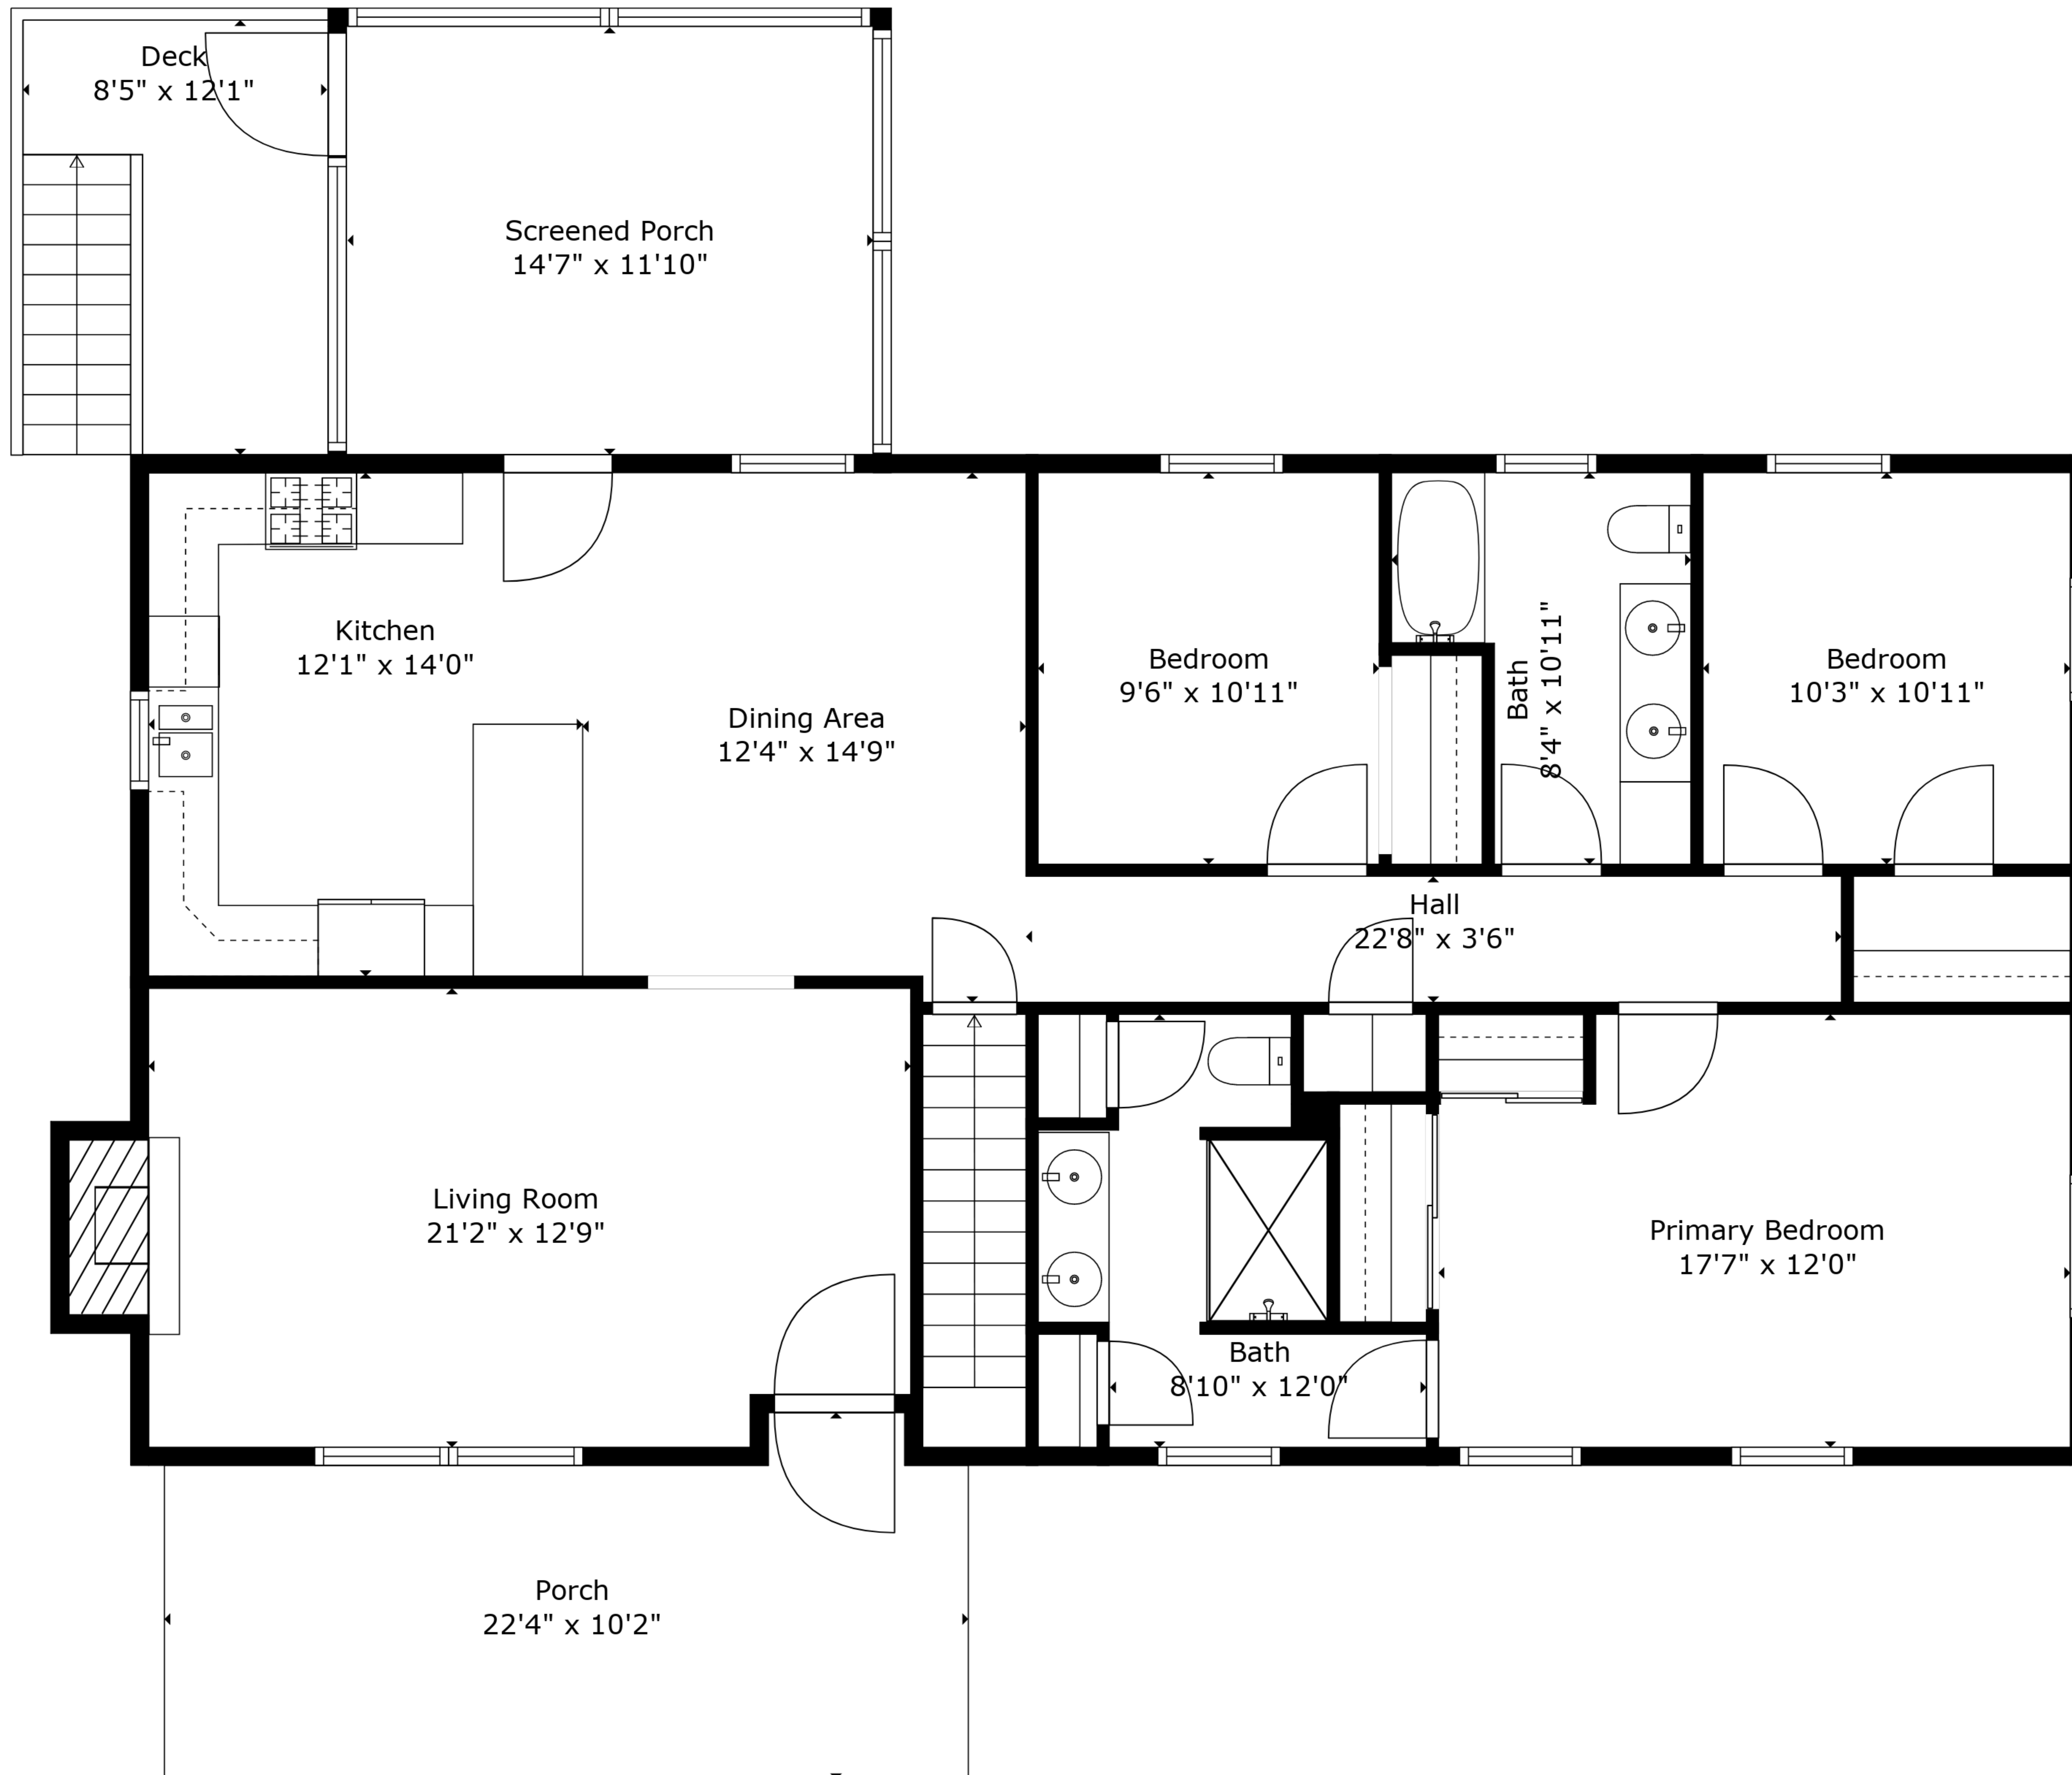 Deck
8'5" x 12'1"
Screened Porch
14'7" x 11'10"
Kitchen
12'1" x 14'0"
Dining Area
12'4" x 14'9"
Bedroom
9'6" x 10'11"
Bath
8'4" x 10'11"
Bedroom
10'3" x 10'11"
Hall
22'8" x 3'6"
Living Room
21'2" x 12'9"
Bath
8'10" x 12'0"
Primary Bedroom
17'7" x 12'0"
Porch
22'4" x 10'2"